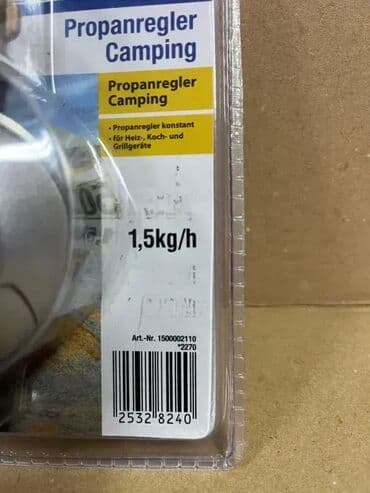 Propanregler
Camping
Propanregler
Camping
• Propanregler konstant
• für Heiz-, Koch- und
Grillgeräte
1,5kg/h
Art.-Nr. 1500002110
*2270
2532 8240